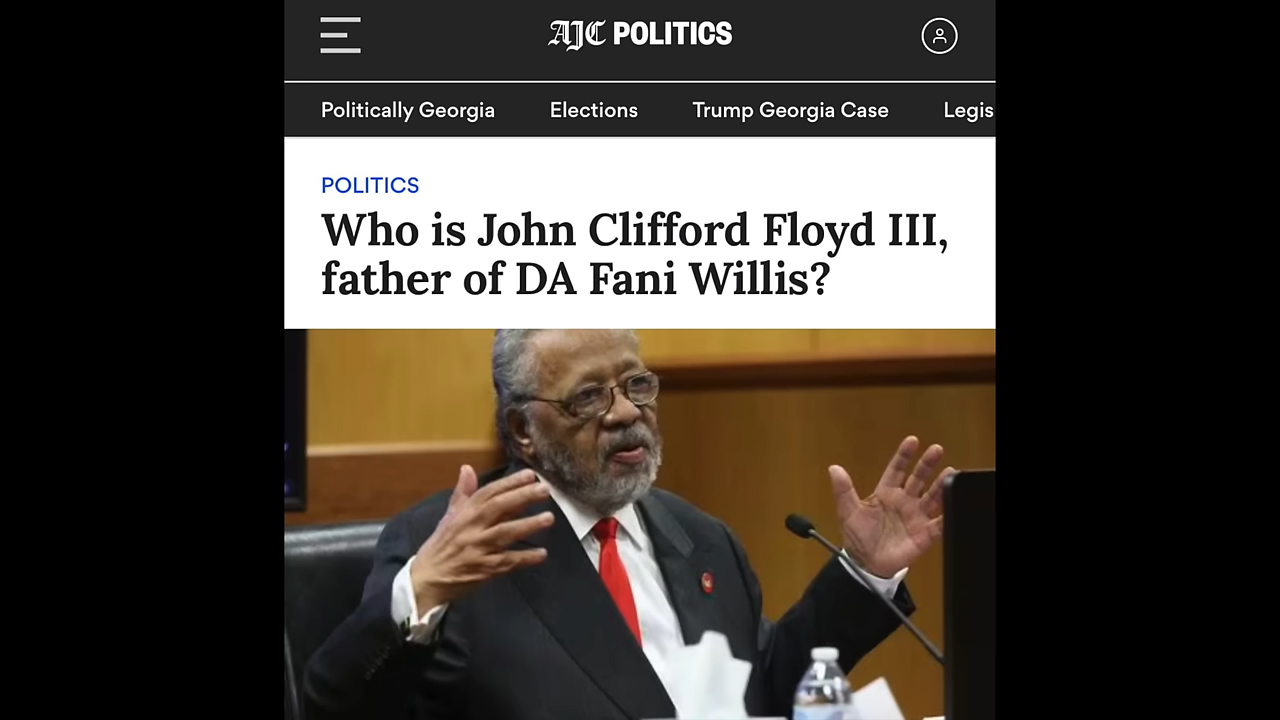 AJC POLITICS
Politically Georgia Elections Trump Georgia Case Legis
POLITICS
Who is John Clifford Floyd III,
father of DA Fani Willis?